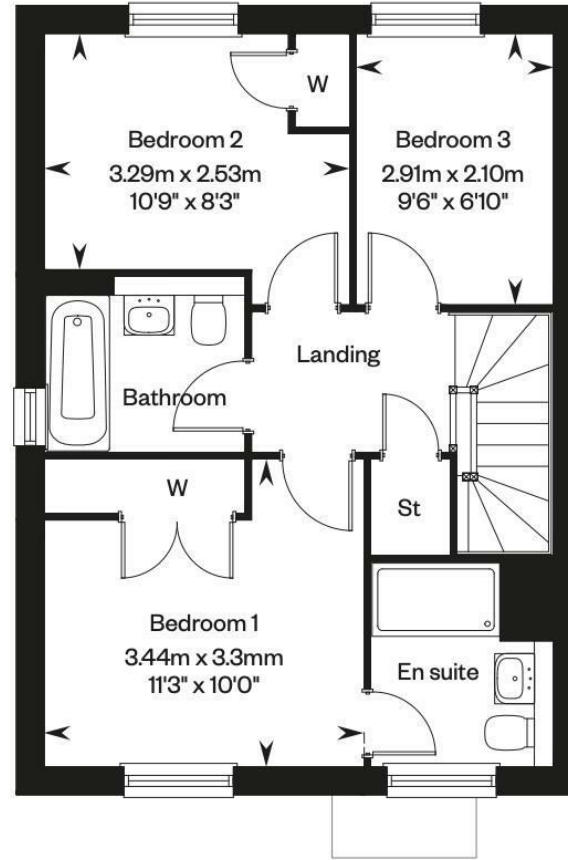 W
Bedroom 2
3.29m x 2.53m
10'9" x 8'3"
Bedroom 3
2.91m x 2.10m
9'6" x 6'10"
Landing
Bathroom
W
St
Bedroom 1
3.44m x 3.3mm
11'3" x 10'0"
En suite